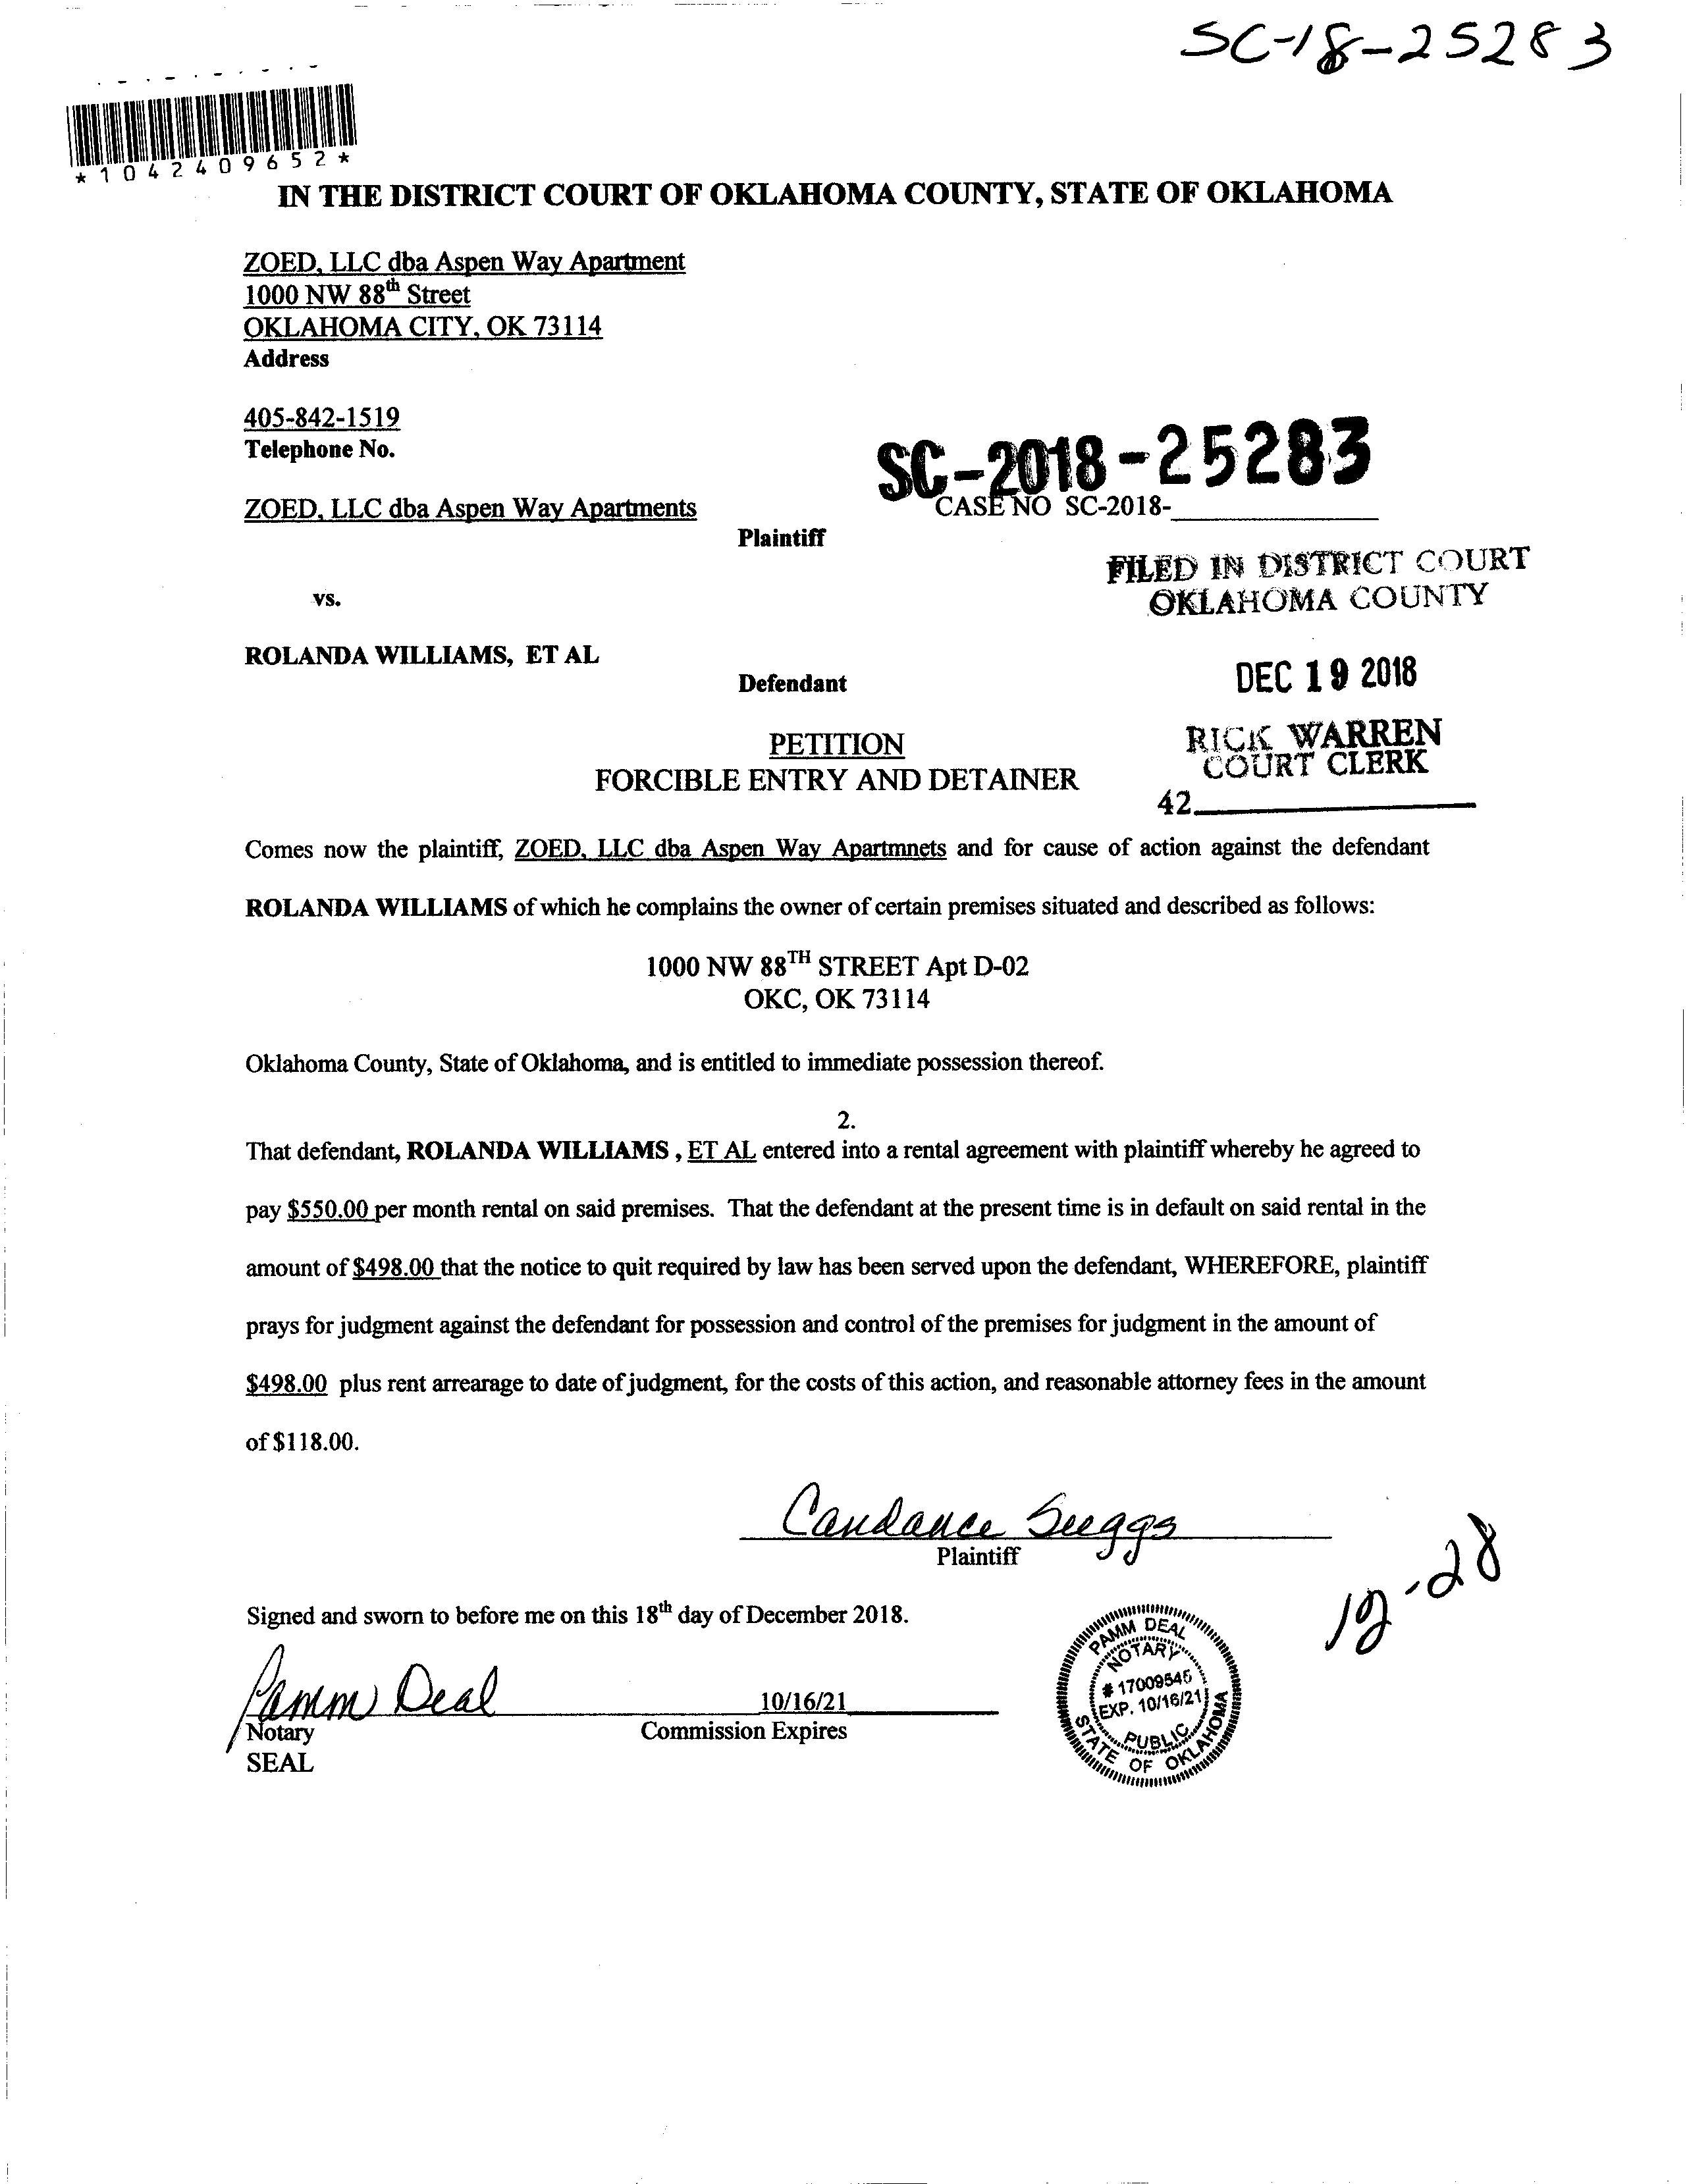 SC-18-25283
*1042409652*
IN THE DISTRICT COURT OF OKLAHOMA COUNTY, STATE OF OKLAHOMA
ZOED, LLC dba Aspen Way Apartment
1000 NW 88th Street
OKLAHOMA CITY, OK 73114
Address
405-842-1519
Telephone No.
SC-2018-25283
CASE NO SC-2018-
ZOED, LLC dba Aspen Way Apartments
Plaintiff
FILED IN DISTRICT COURT
OKLAHOMA COUNTY
vs.
ROLANDA WILLIAMS, ET AL
Defendant
DEC 19 2018
RICK WARREN
COURT CLERK
42
PETITION
FORCIBLE ENTRY AND DETAINER
Comes now the plaintiff, ZOED, LLC dba Aspen Way Apartmnets and for cause of action against the defendant
ROLANDA WILLIAMS of which he complains the owner of certain premises situated and described as follows:
1000 NW 88TH STREET Apt D-02
OKC, OK 73114
Oklahoma County, State of Oklahoma, and is entitled to immediate possession thereof.
2.
That defendant, ROLANDA WILLIAMS , ET AL entered into a rental agreement with plaintiff whereby he agreed to
pay $550.00 per month rental on said premises. That the defendant at the present time is in default on said rental in the
amount of $498.00 that the notice to quit required by law has been served upon the defendant, WHEREFORE, plaintiff
prays for judgment against the defendant for possession and control of the premises for judgment in the amount of
$498.00 plus rent arrearage to date of judgment, for the costs of this action, and reasonable attorney fees in the amount
of $118.00.
Candance Suggs
Plaintiff
12-28
Signed and sworn to before me on this 18th day of December 2018.
Pamm Deal
10/16/21
Notary
Commission Expires
SEAL
PAMM DEAL
NOTARY
# 17009545
EXP. 10/16/21
PUBLIC
STATE OF OKLAHOMA